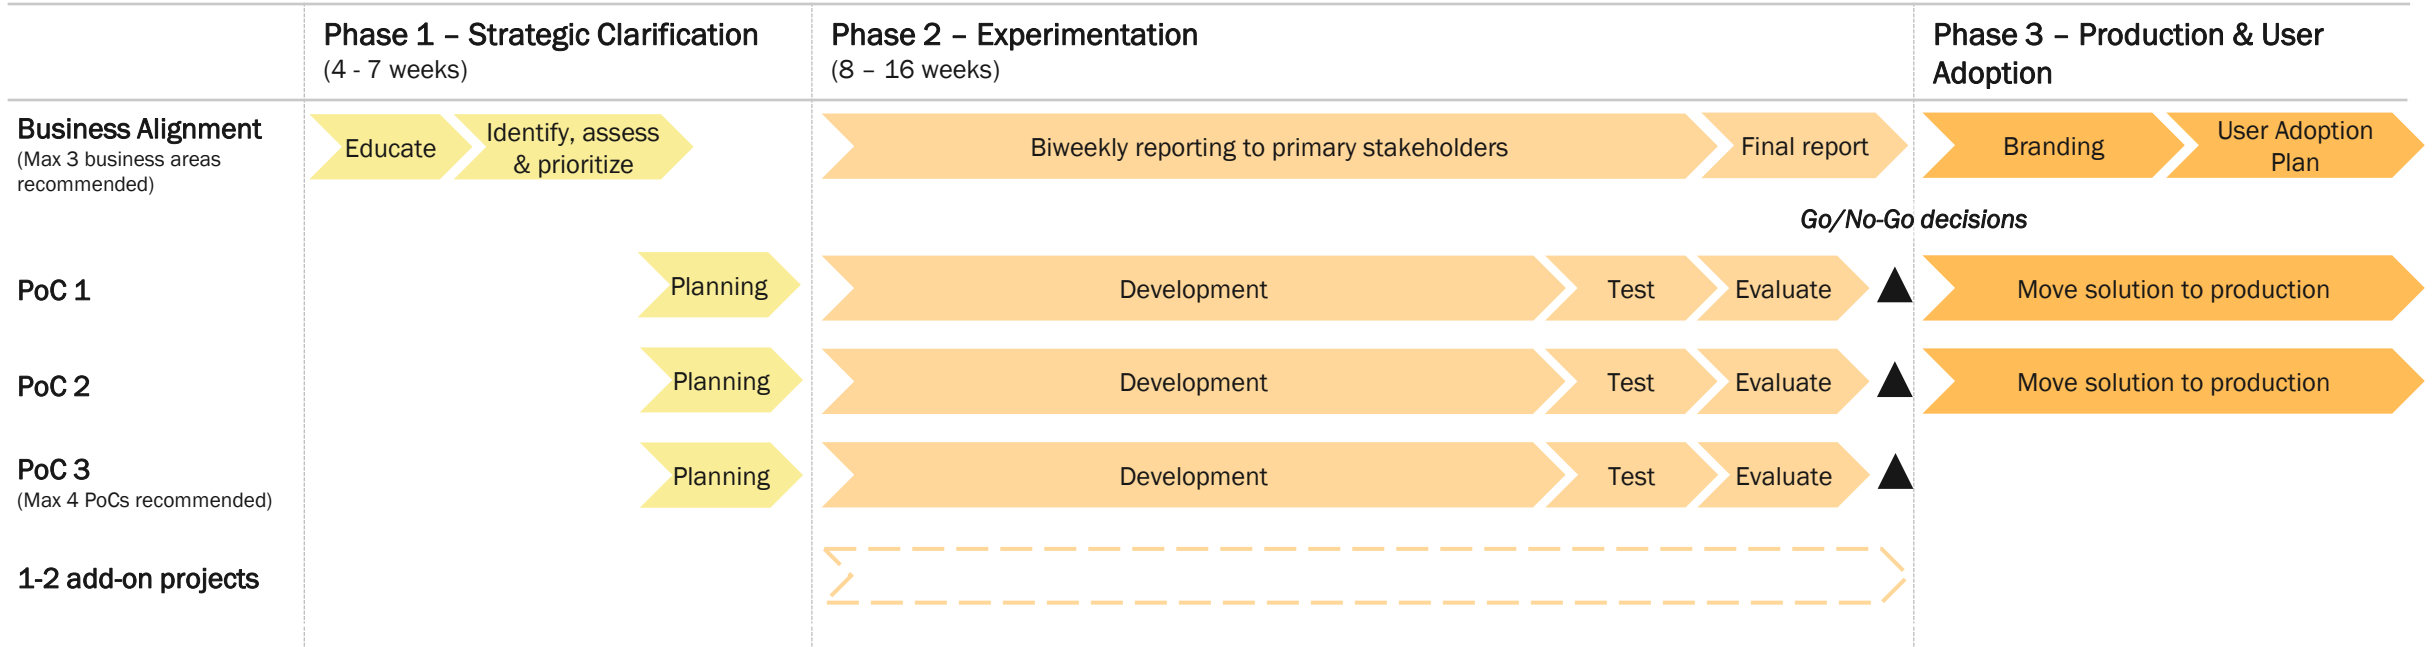 Phase 1 – Strategic Clarification
(4 - 7 weeks)
Phase 2 – Experimentation
(8 – 16 weeks)
Phase 3 – Production & User
Adoption
Business Alignment
(Max 3 business areas
recommended)
Educate
Identify, assess
& prioritize
Biweekly reporting to primary stakeholders
Final report
Branding
User Adoption
Plan
Go/No-Go decisions
PoC 1
Planning
Development
Test
Evaluate
Move solution to production
PoC 2
Planning
Development
Test
Evaluate
Move solution to production
PoC 3
(Max 4 PoCs recommended)
Planning
Development
Test
Evaluate
1-2 add-on projects